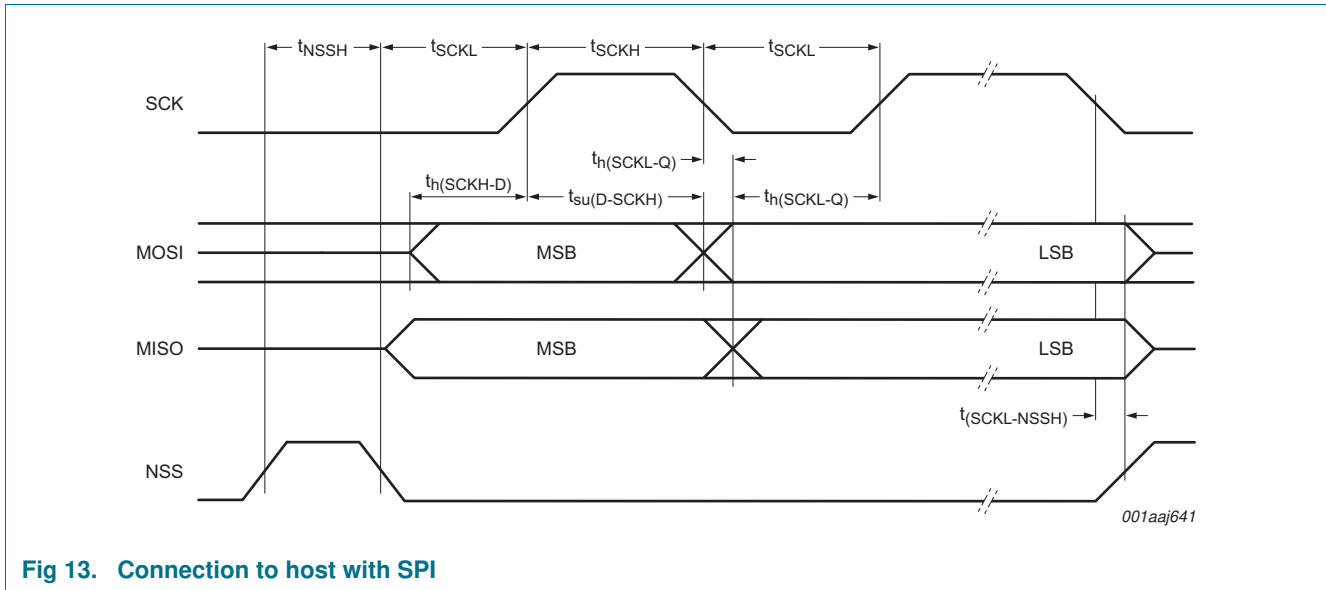 tNSSH tSCKL tSCKH tSCKL
SCK
th(SCKL-Q)
th(SCKH-D) tsu(D-SCKH) th(SCKL-Q)
MOSI MSB LSB
MISO MSB LSB
t(SCKL-NSSH)
NSS
001aaj641
Fig 13. Connection to host with SPI